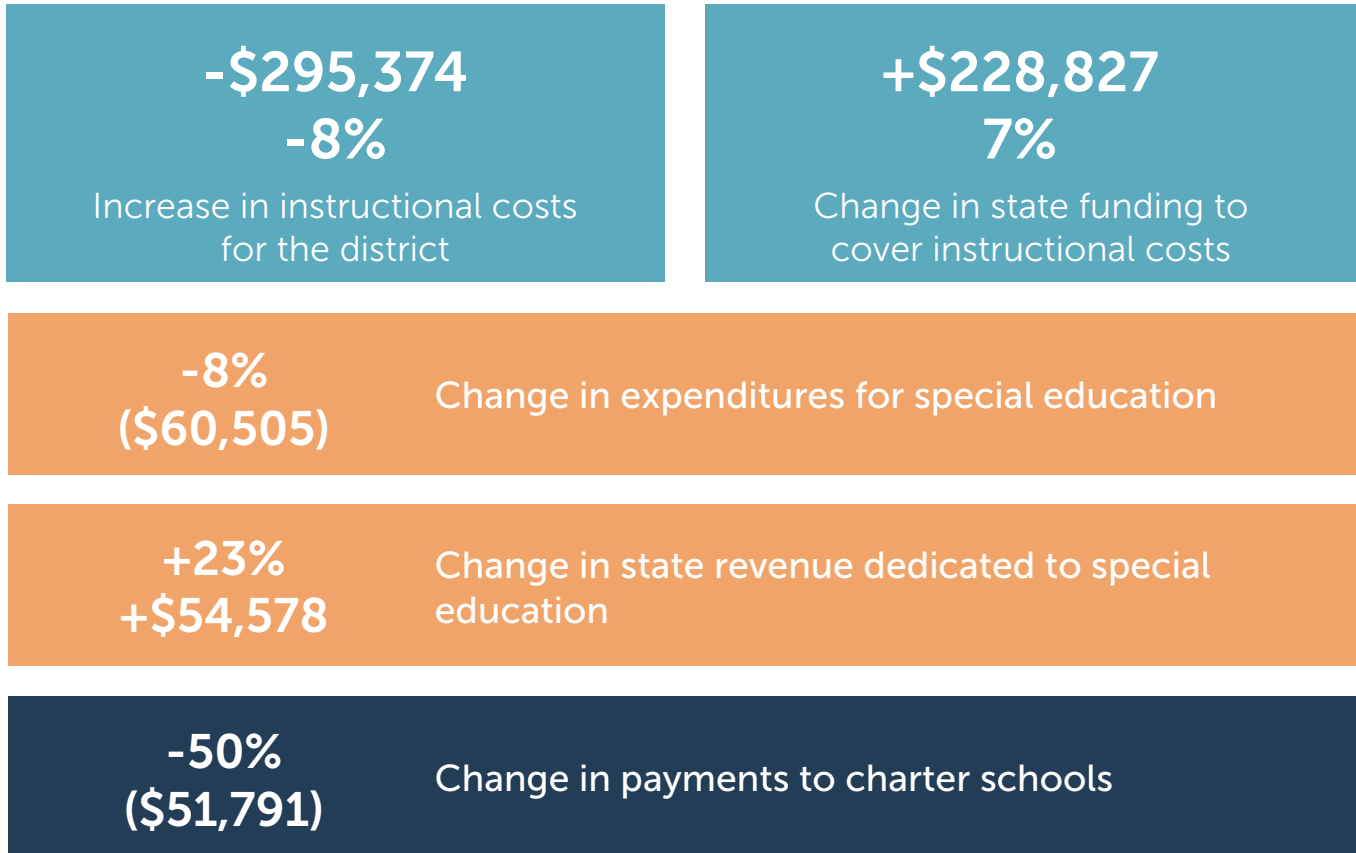 -$295,374
-8%
Increase in instructional costs
for the district
+$228,827
7%
Change in state funding to
cover instructional costs
-8%
($60,505)
Change in expenditures for special education
+23%
+$54,578
Change in state revenue dedicated to special
education
-50%
($51,791)
Change in payments to charter schools